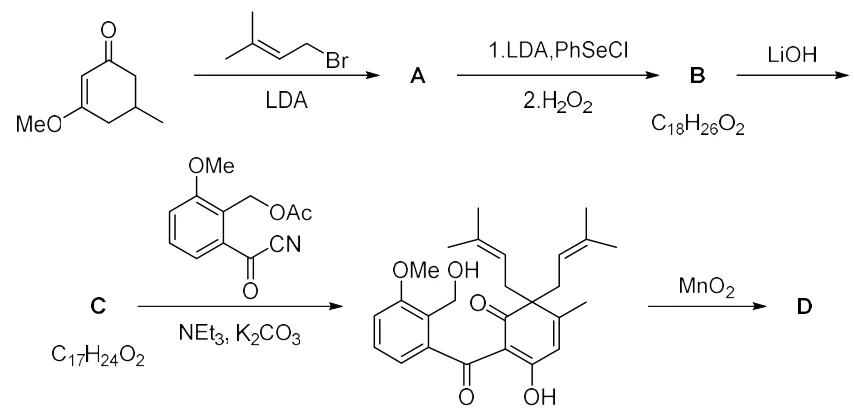 O
MeO
Br
LDA
A
1.LDA,PhSeCl
2.H₂O₂
B
C₁₈H₂₆O₂
LiOH
C
C₁₇H₂₄O₂
OMe
OAc
CN
O
NEt₃, K₂CO₃
OMe OH
O
O
OH
MnO₂
D